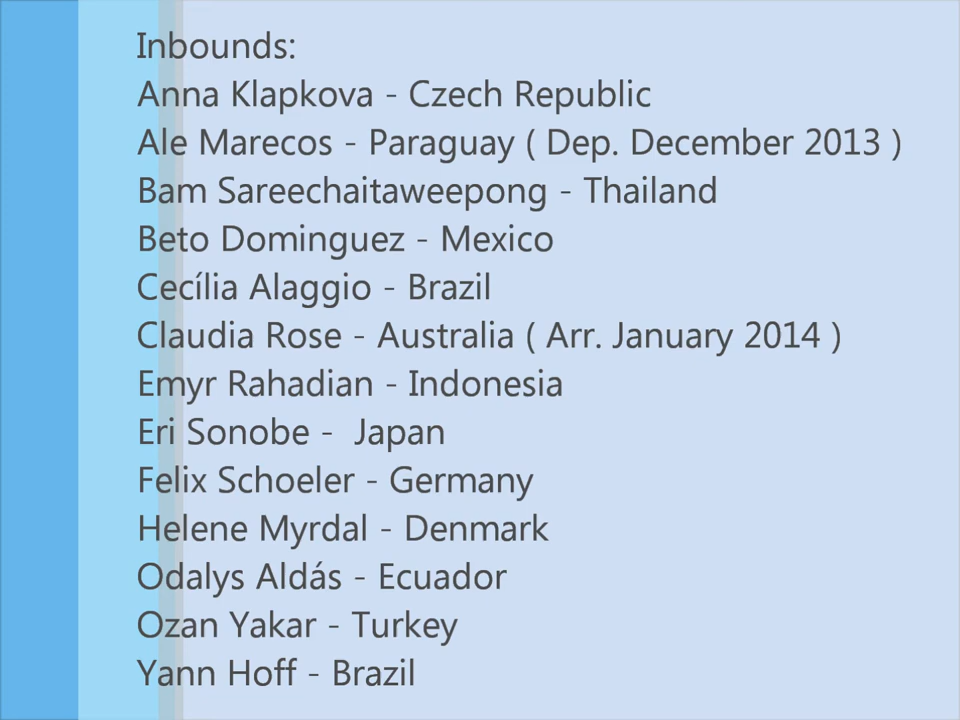 Inbounds:
Anna Klapkova - Czech Republic
Ale Marecos - Paraguay ( Dep. December 2013 )
Bam Sareechaitaweepong - Thailand
Beto Dominguez - Mexico
Cecília Alaggio - Brazil
Claudia Rose - Australia ( Arr. January 2014 )
Emyr Rahadian - Indonesia
Eri Sonobe -  Japan
Felix Schoeler - Germany
Helene Myrdal - Denmark
Odalys Aldás - Ecuador
Ozan Yakar - Turkey
Yann Hoff - Brazil